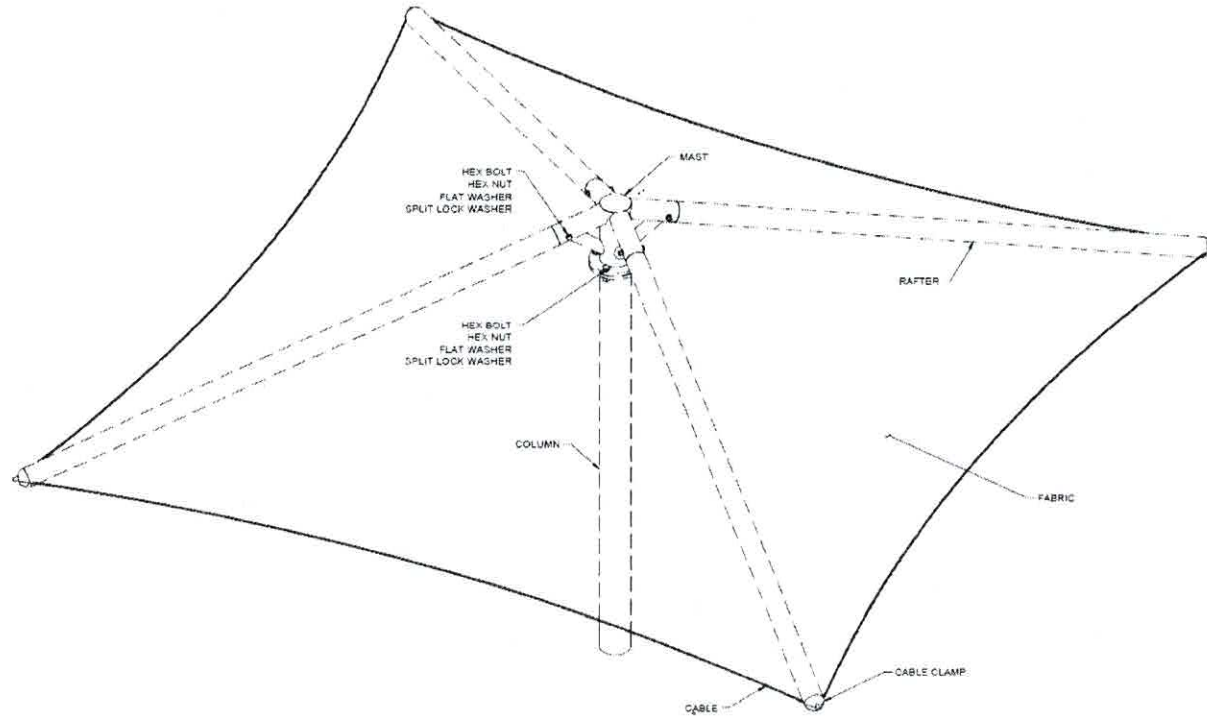 MAST
HEX BOLT
HEX NUT
FLAT WASHER
SPLIT LOCK WASHER
RAFTER
HEX BOLT
HEX NUT
FLAT WASHER
SPLIT LOCK WASHER
COLUMN
FABRIC
CABLE CLAMP
CABLE